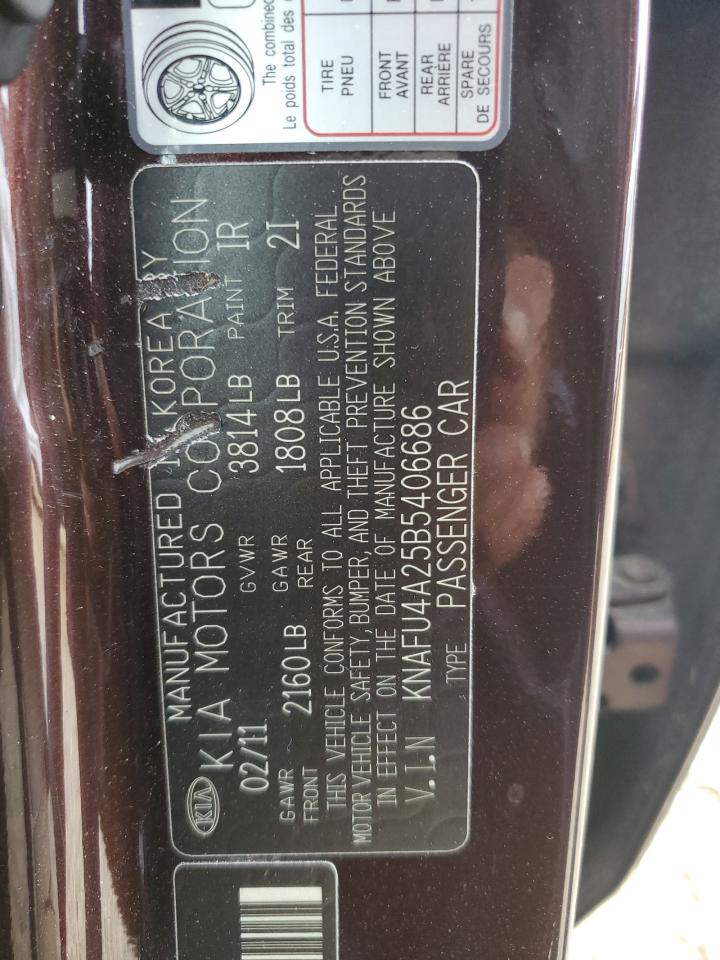 KIA
MANUFACTURED IN KOREA BY
KIA MOTORS CORPORATION
02/11 GVWR 3814LB PAINT IR
GAWR FRONT 2160LB GAWR REAR 1808LB TRIM 2I
THIS VEHICLE CONFORMS TO ALL APPLICABLE U.S.A. FEDERAL
MOTOR VEHICLE SAFETY, BUMPER, AND THEFT PREVENTION STANDARDS
IN EFFECT ON THE DATE OF MANUFACTURE SHOWN ABOVE
V.I.N KNAFU4A25B5406686
TYPE PASSENGER CAR
The combined
Le poids total des
TIRE
PNEU
FRONT
AVANT
REAR
ARRIÈRE
SPARE
DE SECOURS